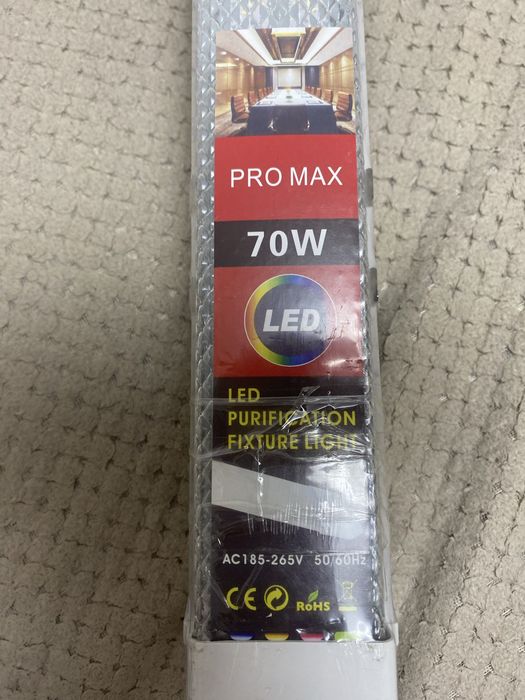 PRO MAX
70W
LED
LED
PURIFICATION
FIXTURE LIGHT
AC185-265V 50/60Hz
CE RoHS